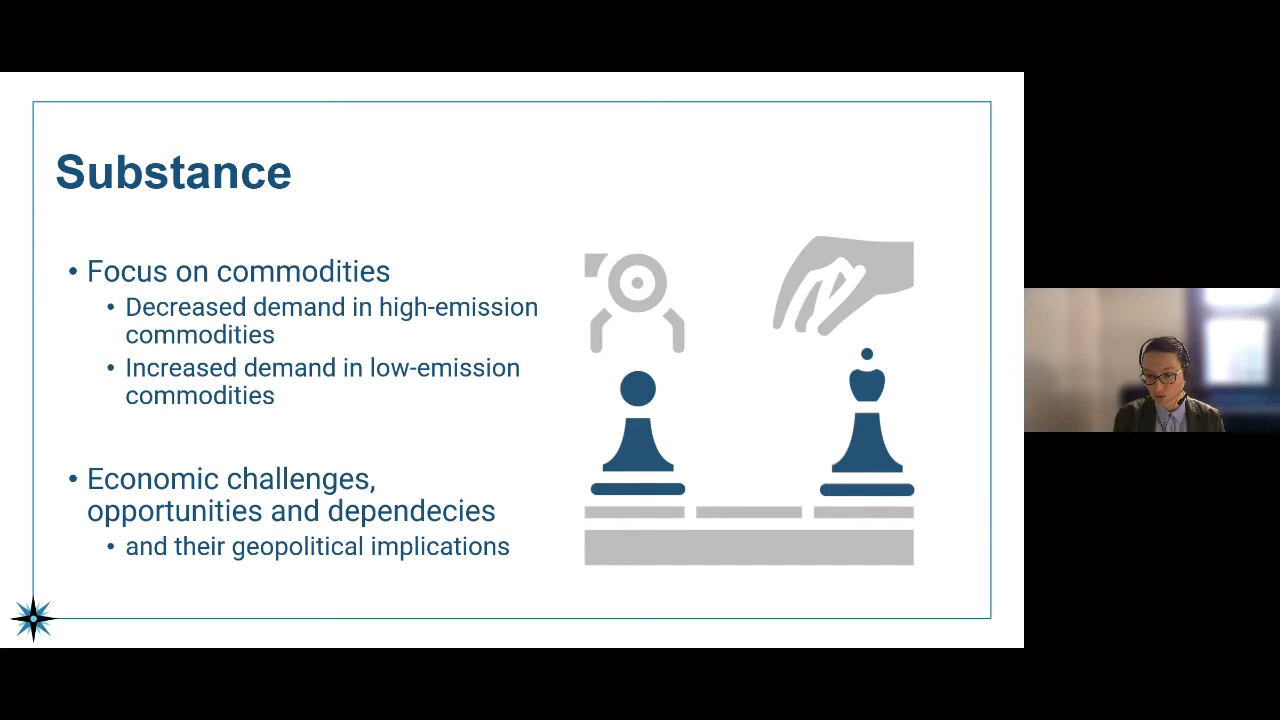 Substance
• Focus on commodities
• Decreased demand in high-emission
commodities
• Increased demand in low-emission
commodities
• Economic challenges,
opportunities and dependecies
• and their geopolitical implications